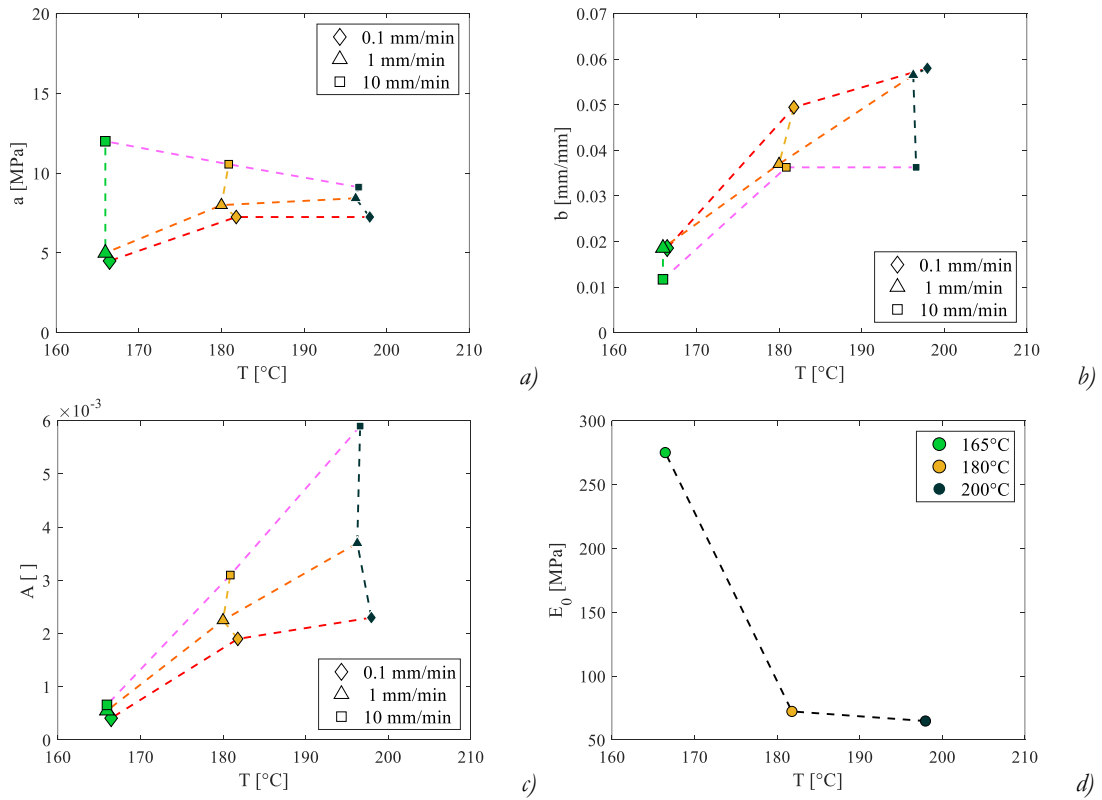 20
15
10
5
0
a [MPa]
0.1 mm/min
1 mm/min
10 mm/min
160 170 180 190 200 210
T [°C]
a)
0.07
0.06
0.05
0.04
0.03
0.02
0.01
0
b [mm/mm]
0.1 mm/min
1 mm/min
10 mm/min
160 170 180 190 200 210
T [°C]
b)
×10⁻³
6
5
4
3
2
1
0
A [ ]
0.1 mm/min
1 mm/min
10 mm/min
160 170 180 190 200 210
T [°C]
c)
300
250
200
150
100
50
E₀ [MPa]
165°C
180°C
200°C
160 170 180 190 200 210
T [°C]
d)